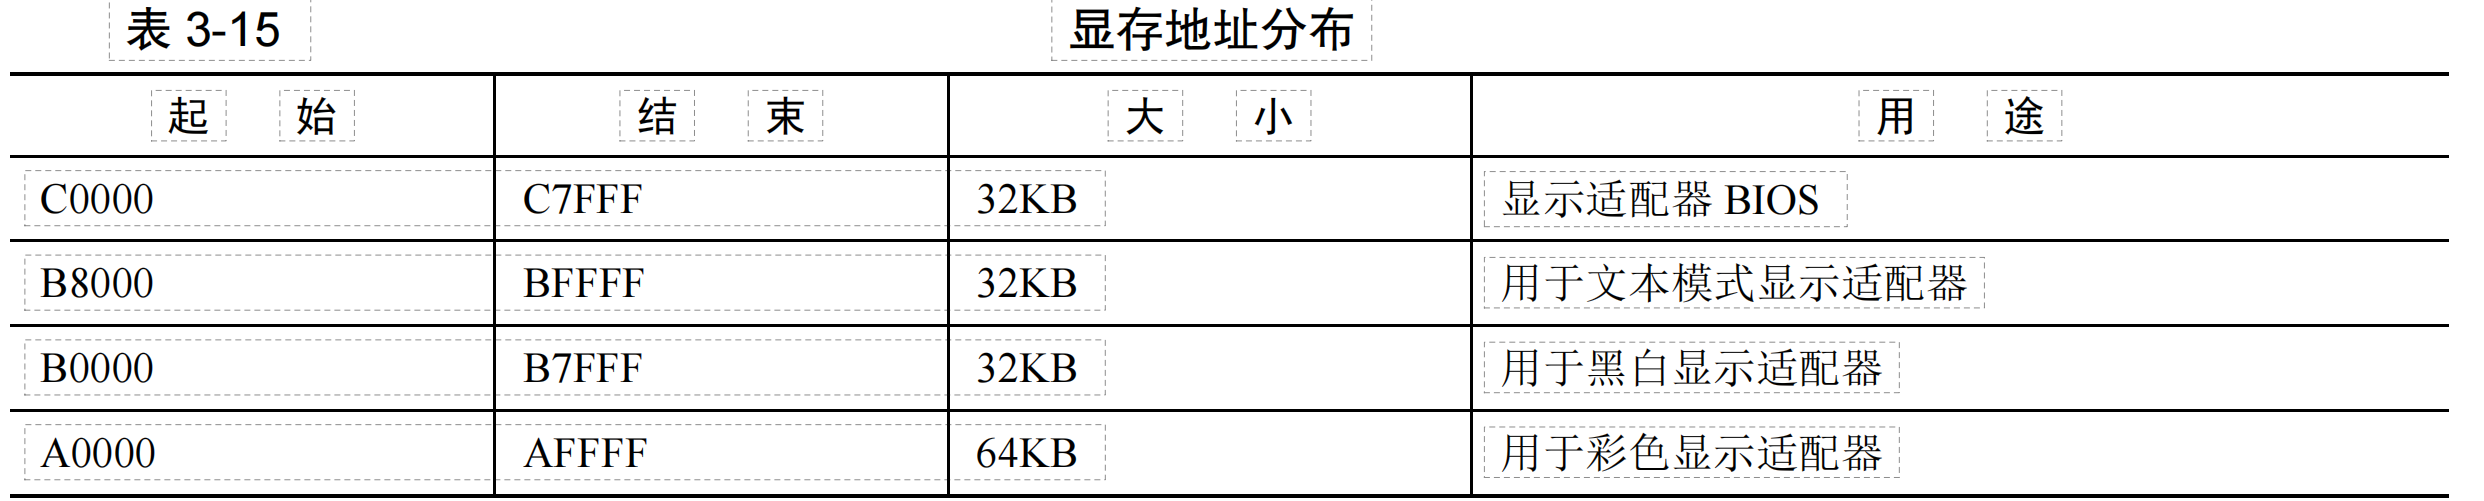 表 3-15 显存地址分布
起 始 结 束 大 小 用 途
C0000 C7FFF 32KB 显示适配器 BIOS
B8000 BFFFF 32KB 用于文本模式显示适配器
B0000 B7FFF 32KB 用于黑白显示适配器
A0000 AFFFF 64KB 用于彩色显示适配器